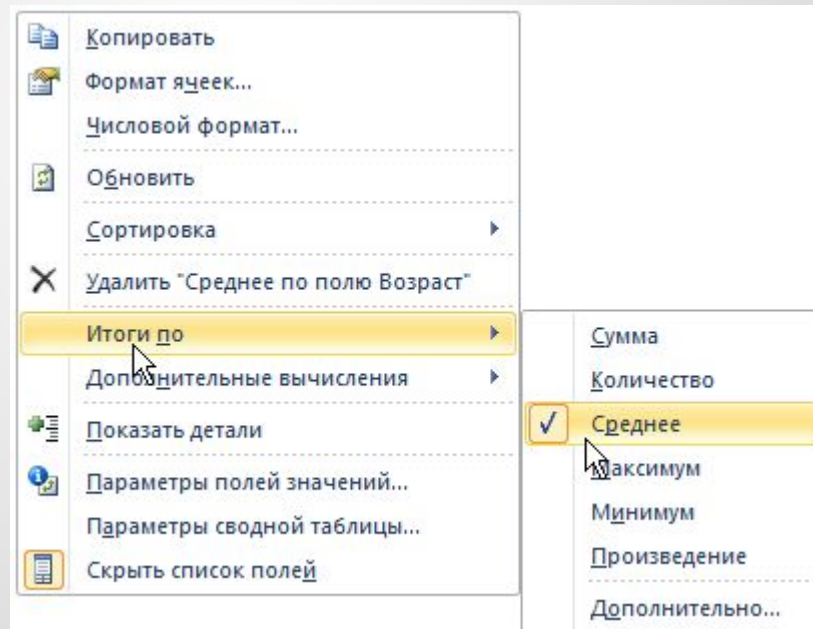 Копировать
Формат ячеек...
Числовой формат...
Обновить
Сортировка
Удалить "Среднее по полю Возраст"
Итоги по
Дополнительные вычисления
Показать детали
Параметры полей значений...
Параметры сводной таблицы...
Скрыть список полей
Сумма
Количество
Среднее
Максимум
Минимум
Произведение
Дополнительно...